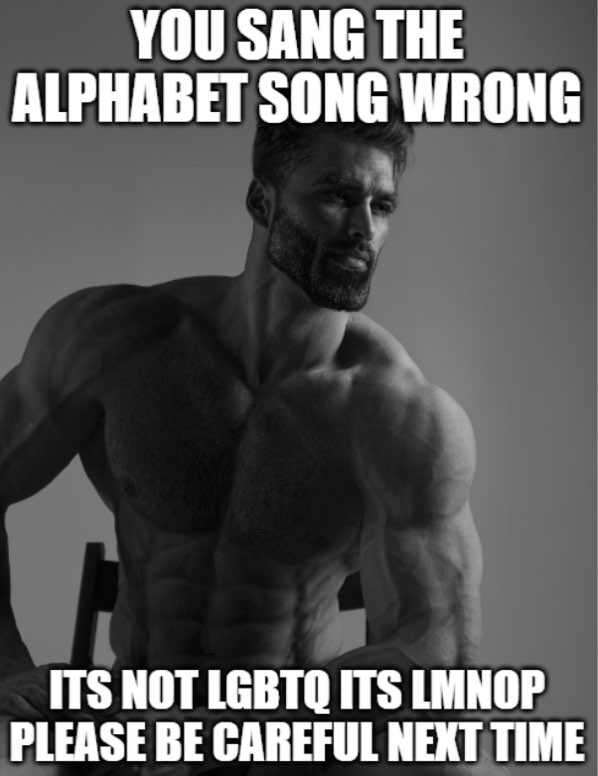 YOU SANG THE
ALPHABET SONG WRONG
ITS NOT LGBTQ ITS LMNOP
PLEASE BE CAREFUL NEXT TIME